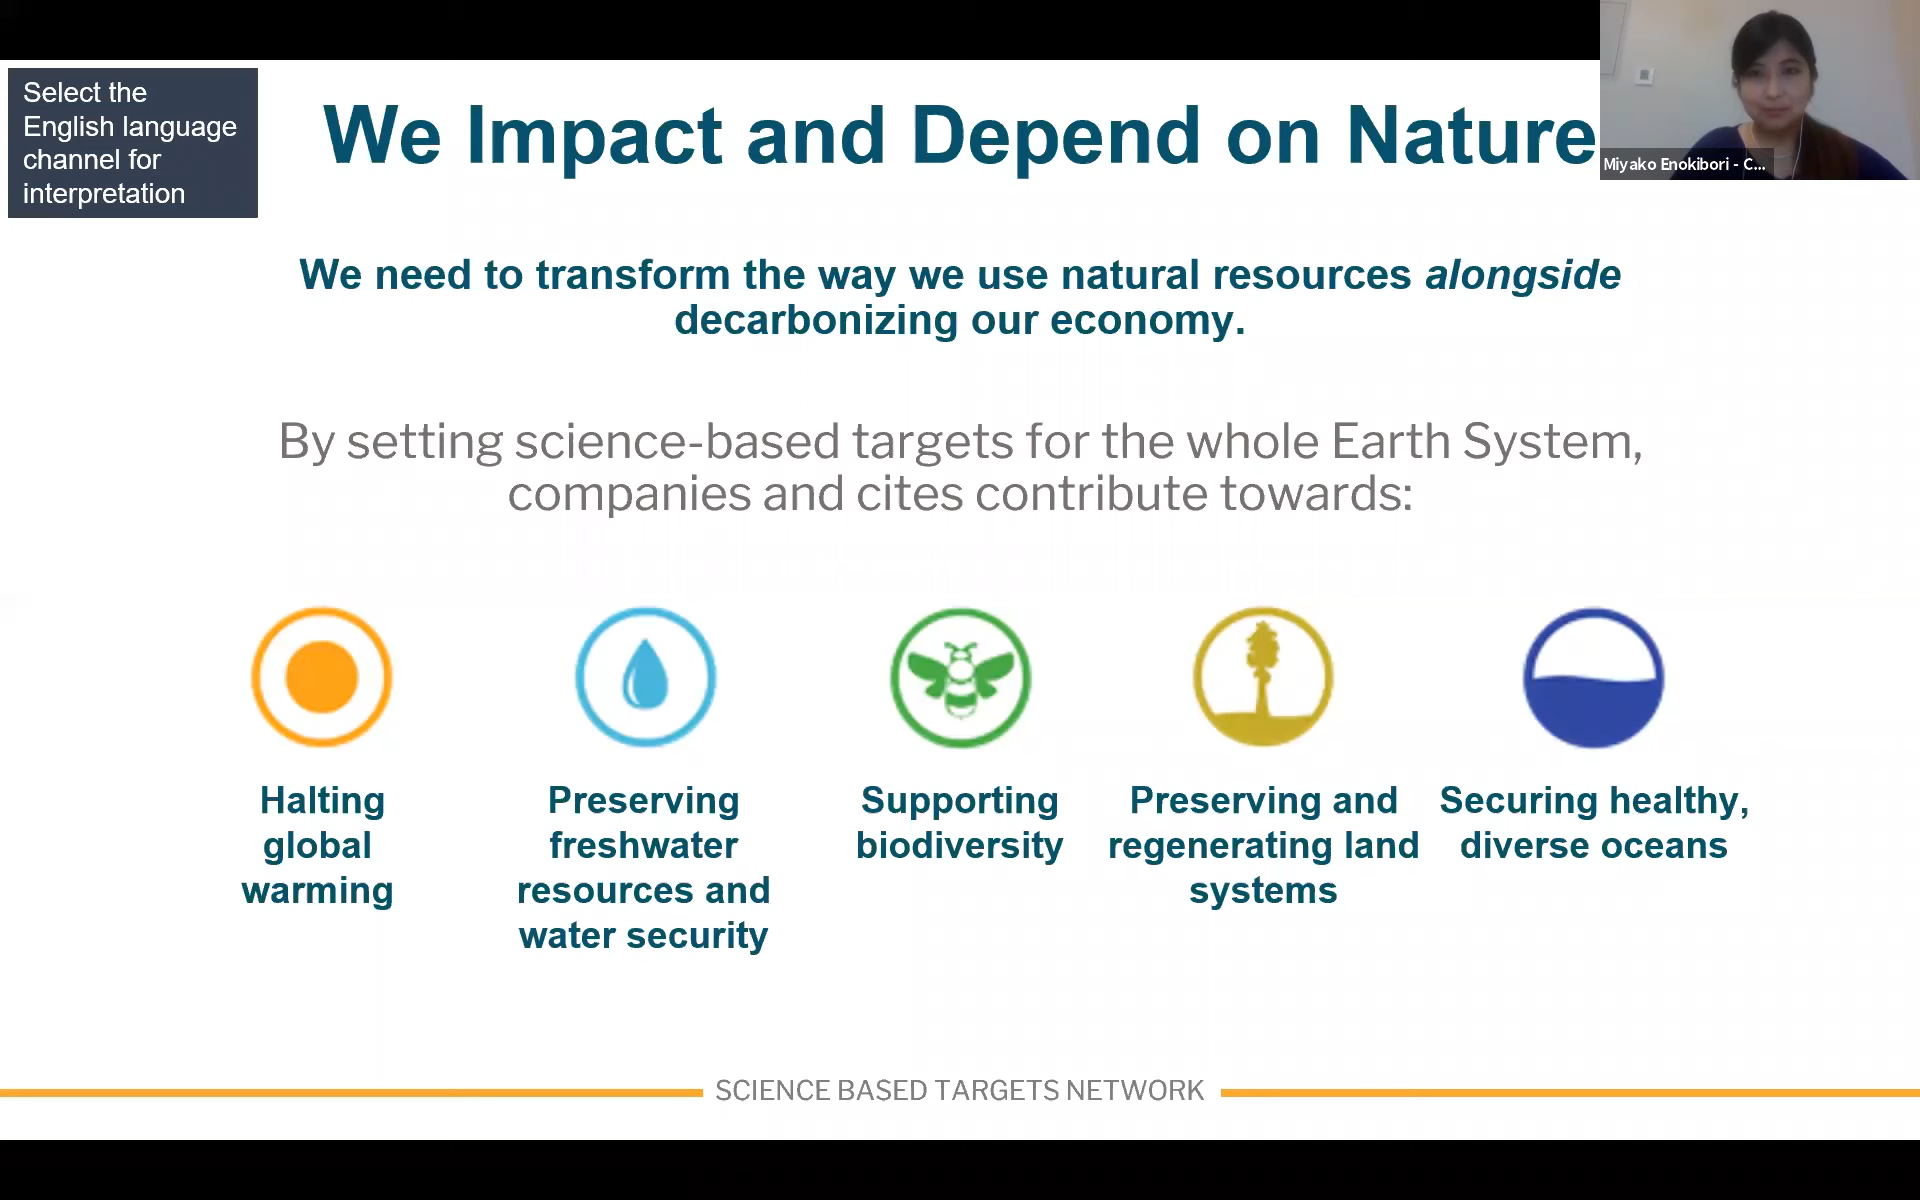 Select the
English language
channel for
interpretation
We Impact and Depend on Nature
Miyako Enokibori - C...
We need to transform the way we use natural resources alongside
decarbonizing our economy.
By setting science-based targets for the whole Earth System,
companies and cites contribute towards:
Halting
global
warming
Preserving
freshwater
resources and
water security
Supporting
biodiversity
Preserving and
regenerating land
systems
Securing healthy,
diverse oceans
SCIENCE BASED TARGETS NETWORK